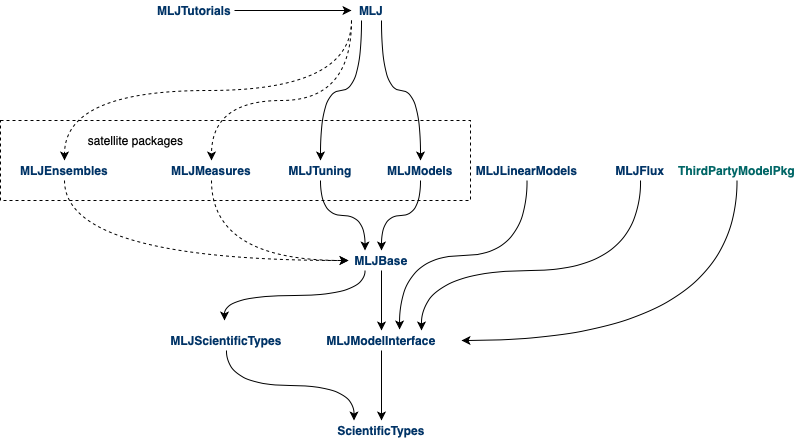 MLJTutorials
MLJ
satellite packages
MLJEnsembles
MLJMeasures
MLJTuning
MLJModels
MLJLinearModels
MLJFlux
ThirdPartyModelPkg
MLJBase
MLJScientificTypes
MLJModelInterface
ScientificTypes